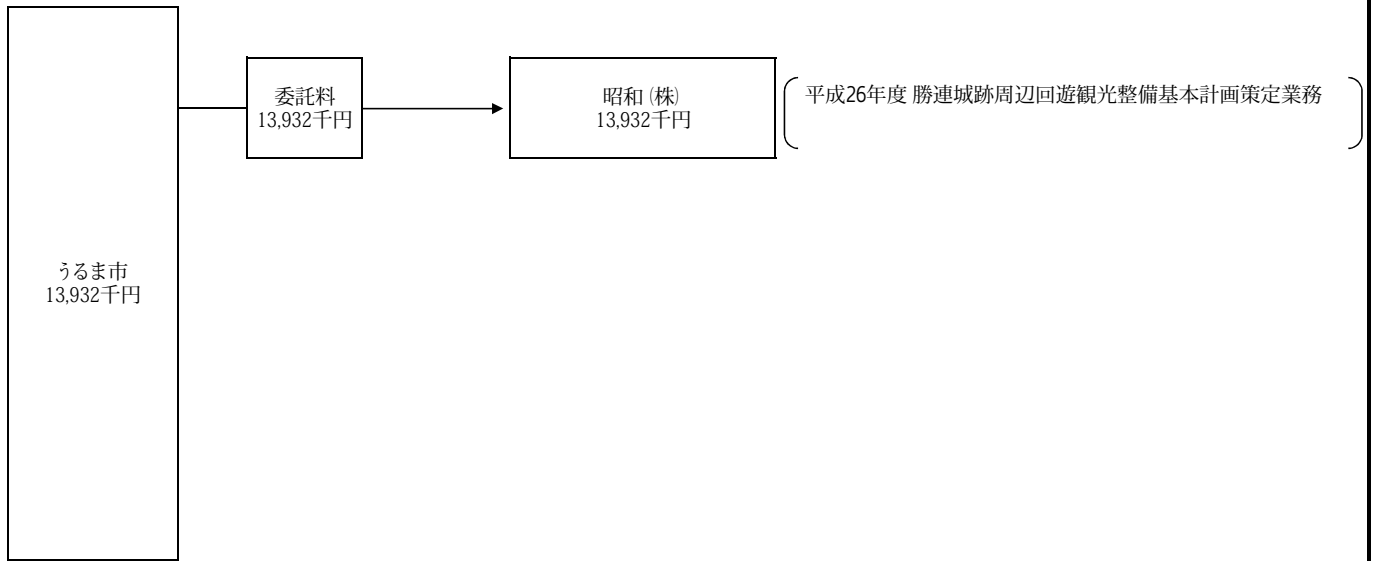 委託料
13,932千円
昭和(株)
13,932千円
平成26年度 勝連城跡周辺回遊観光整備基本計画策定業務
うるま市
13,932千円